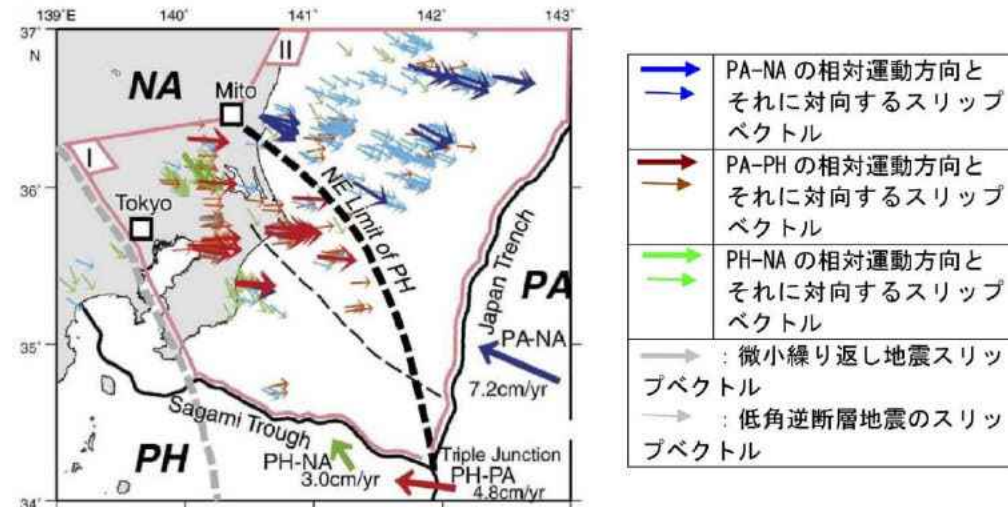 139°E 140° 141° 142° 143°
37°
N
II
NA
Mito
I
36°
Tokyo
NE Limit of PH
Japan Trench
PA
PA-NA
35°
7.2cm/yr
Sagami Trough
PH
PH-NA
3.0cm/yr
Triple Junction
PH-PA
4.8cm/yr
34°
PA-NA の相対運動方向と
それに対向するスリップ
ベクトル
PA-PH の相対運動方向と
それに対向するスリップ
ベクトル
PH-NA の相対運動方向と
それに対向するスリップ
ベクトル
：微小繰り返し地震スリッ
プベクトル
：低角逆断層地震のスリッ
プベクトル